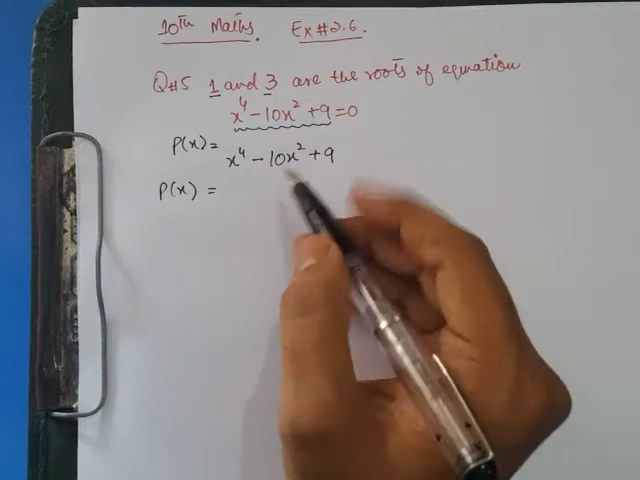 10Th Maths. Ex#2.6.
Q#5 1 and 3 are the roots of equation
x⁴-10x²+9=0
P(x)= x⁴-10x²+9
P(x) =